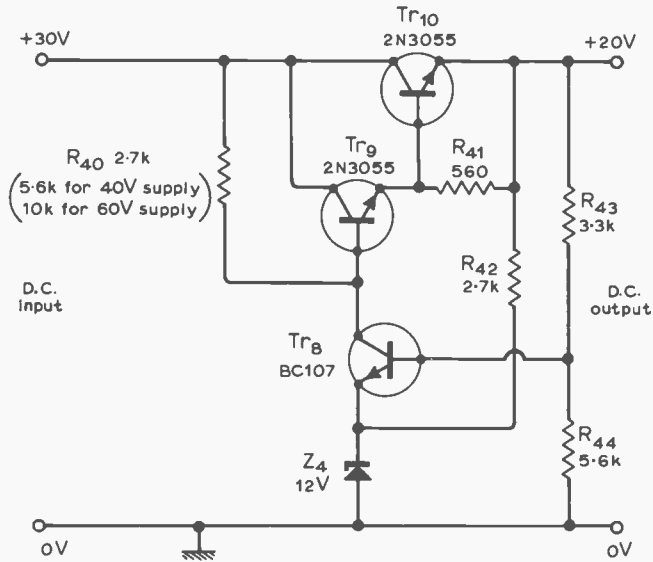 Tr10
2N3055
+30V
+20V
Tr9
2N3055
R41
560
R40 2·7k
(5·6k for 40V supply)
(10k for 60V supply)
R43
3·3k
R42
2·7k
D.C.
input
D.C.
output
Tr8
BC107
R44
5·6k
Z4
12V
0V
0V